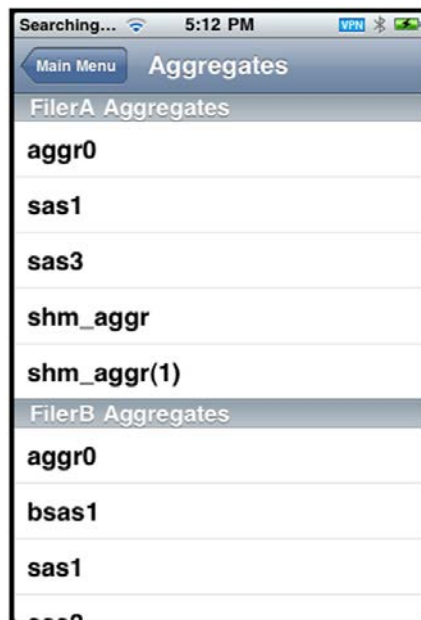 Searching... 5:12 PM VPN
Main Menu Aggregates
FilerA Aggregates
aggr0
sas1
sas3
shm_aggr
shm_aggr(1)
FilerB Aggregates
aggr0
bsas1
sas1